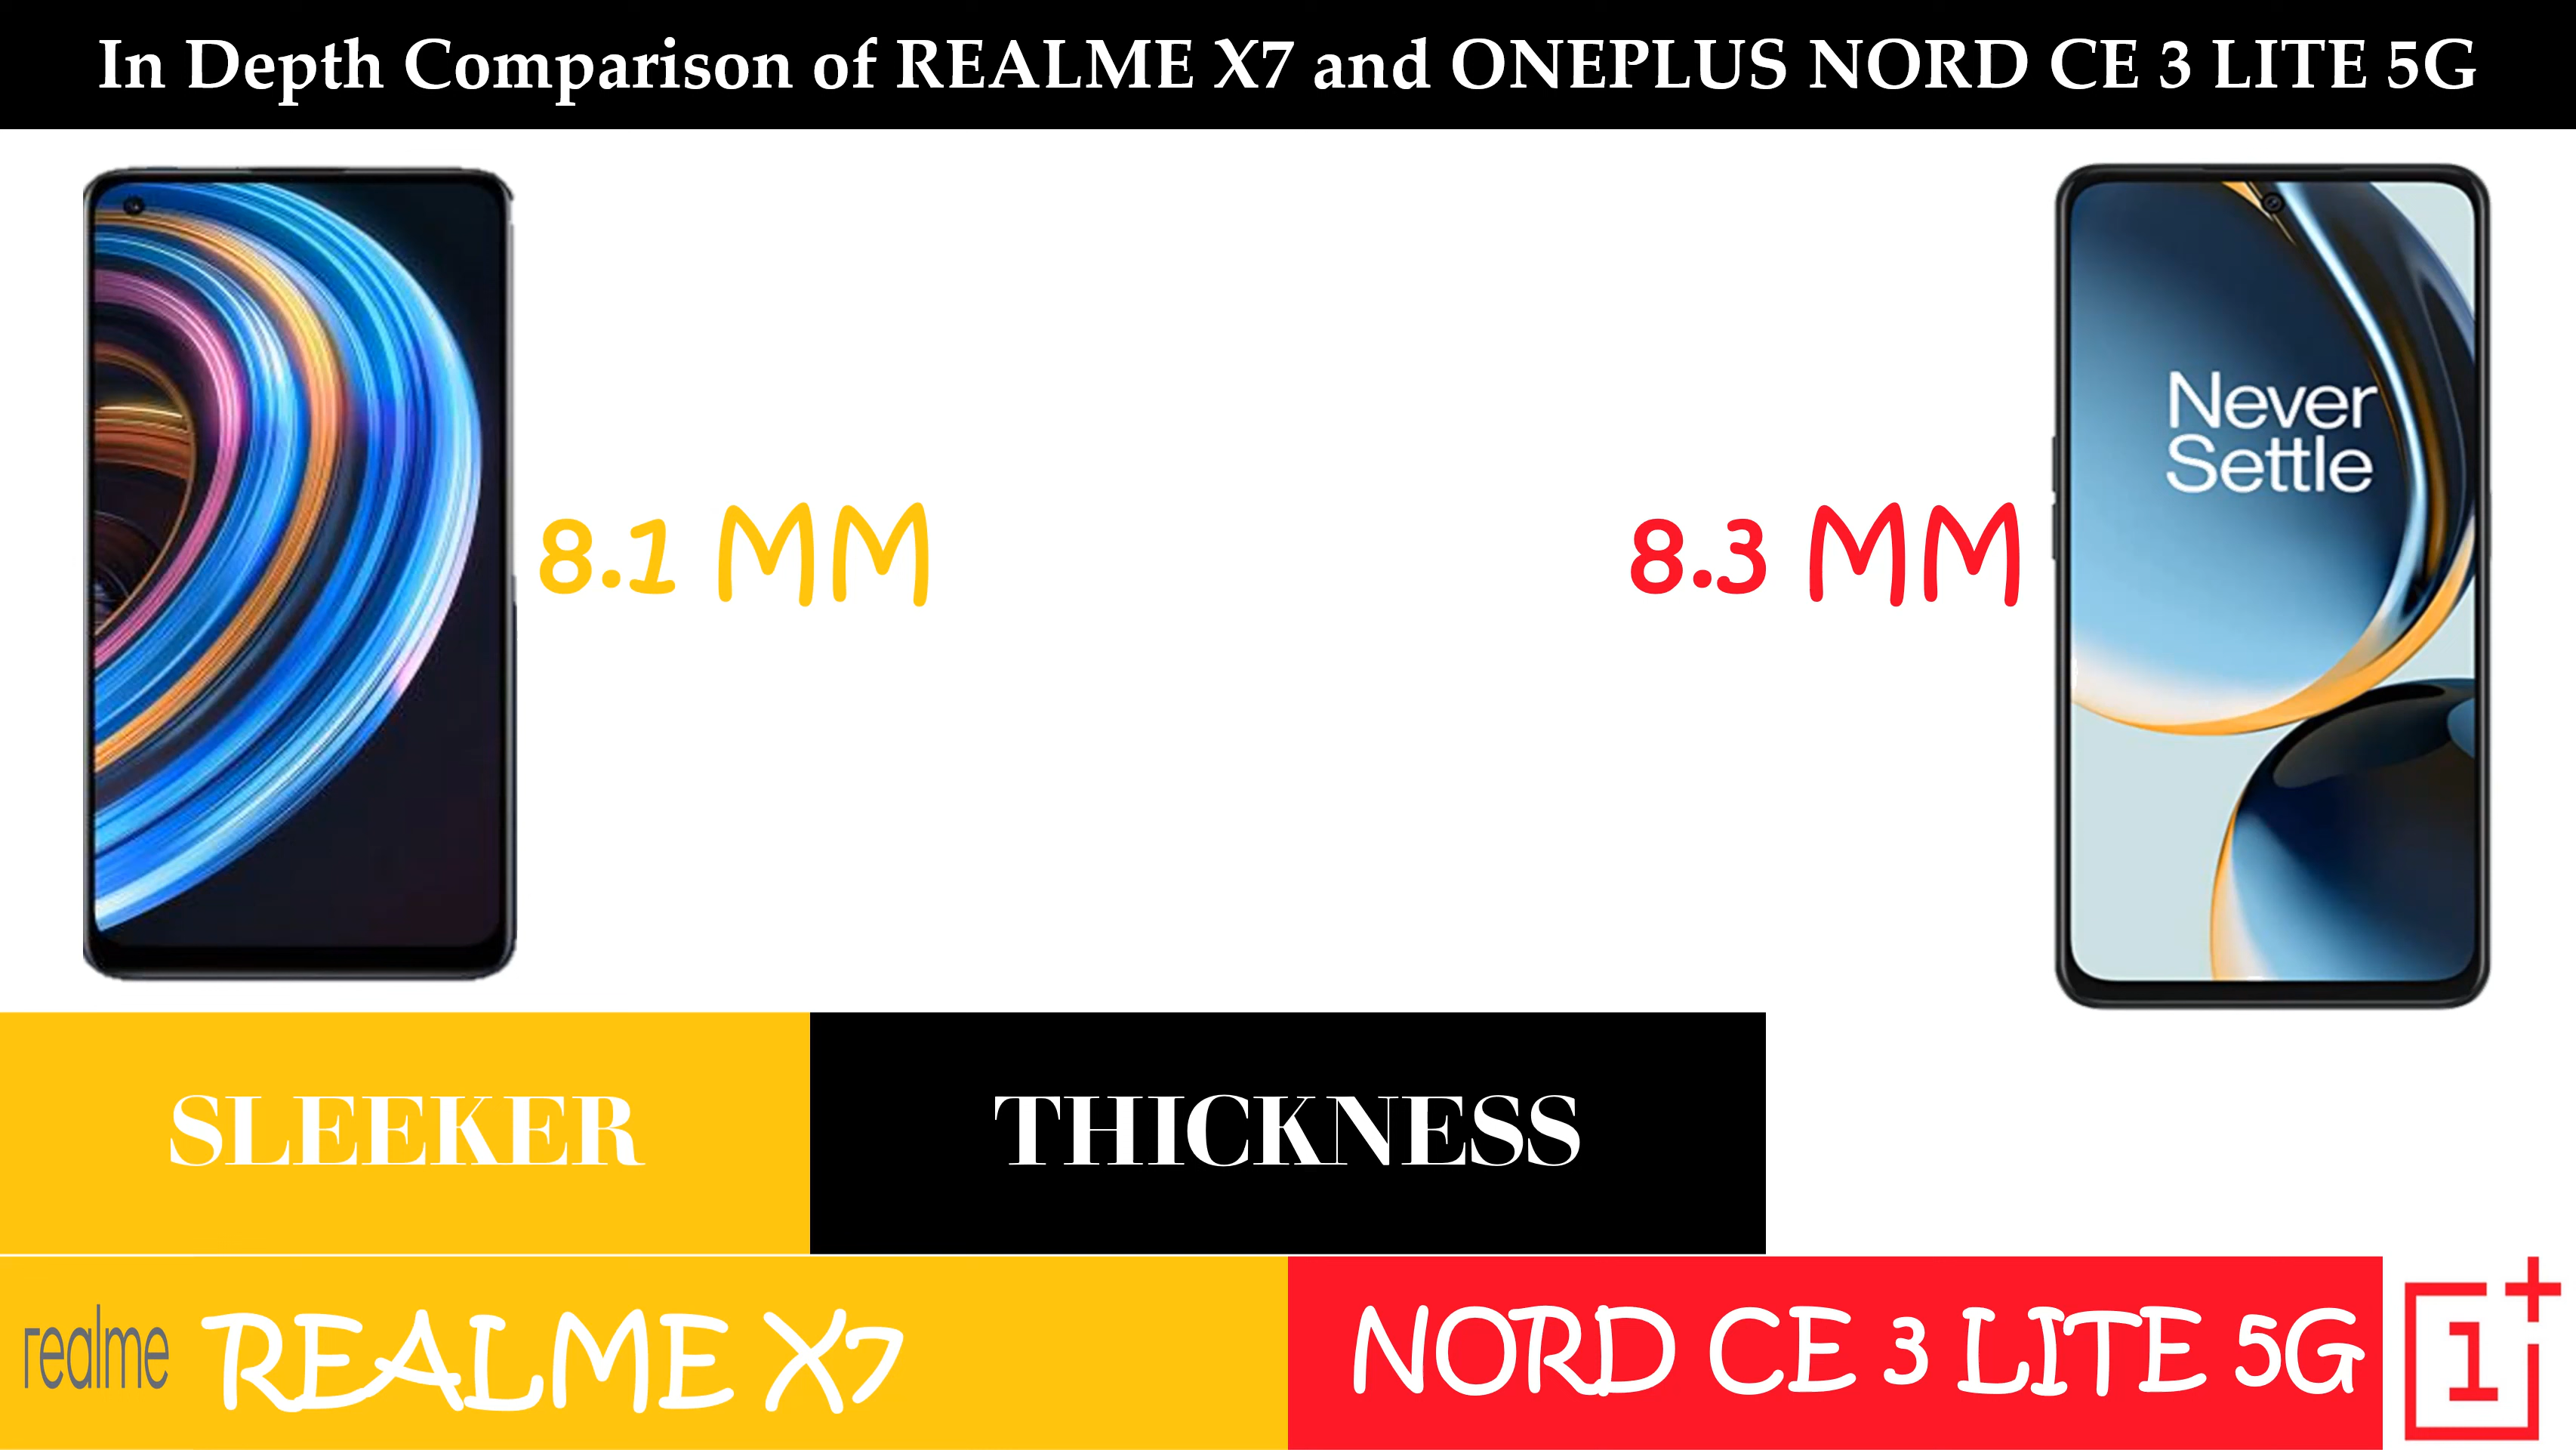 In Depth Comparison of REALME X7 and ONEPLUS NORD CE 3 LITE 5G
Never
Settle
8.1 MM
8.3 MM
SLEEKER
THICKNESS
realme
REALME X7
NORD CE 3 LITE 5G
1+